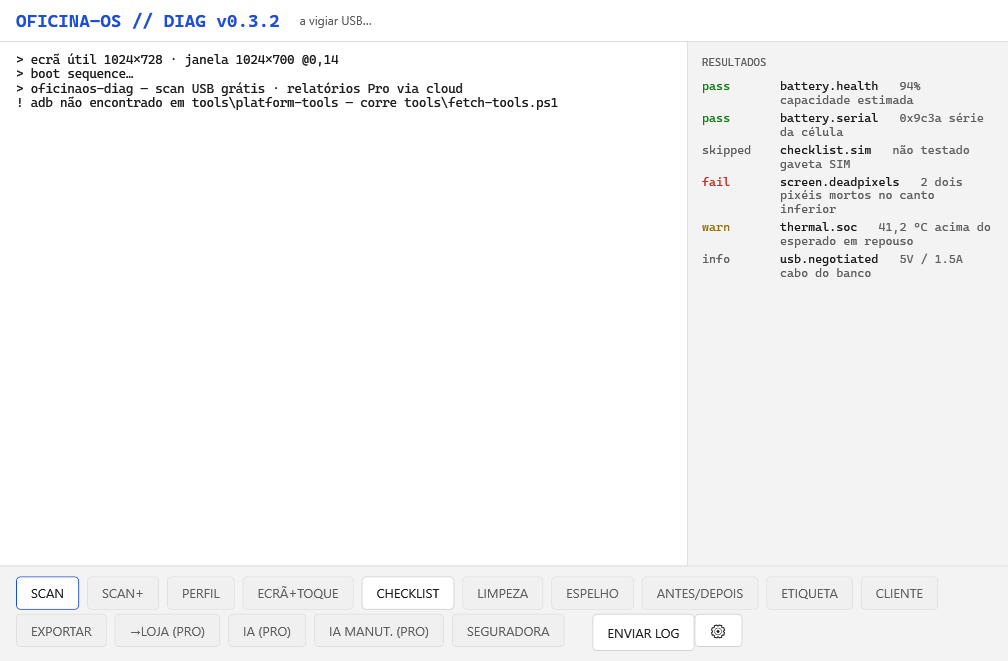 OFICINA-OS // DIAG v0.3.2 a vigiar USB...
> ecrã útil 1024×728 · janela 1024×700 @0,14
> boot sequence…
> oficinaos-diag — scan USB grátis · relatórios Pro via cloud
! adb não encontrado em tools\platform-tools — corre tools\fetch-tools.ps1
RESULTADOS
pass battery.health 94%
capacidade estimada
pass battery.serial 0x9c3a série
da célula
skipped checklist.sim não testado
gaveta SIM
fail screen.deadpixels 2 dois
pixéis mortos no canto
inferior
warn thermal.soc 41,2 °C acima do
esperado em repouso
info usb.negotiated 5V / 1.5A
cabo do banco
SCAN SCAN+ PERFIL ECRÃ+TOQUE CHECKLIST LIMPEZA ESPELHO ANTES/DEPOIS ETIQUETA CLIENTE
EXPORTAR →LOJA (PRO) IA (PRO) IA MANUT. (PRO) SEGURADORA ENVIAR LOG